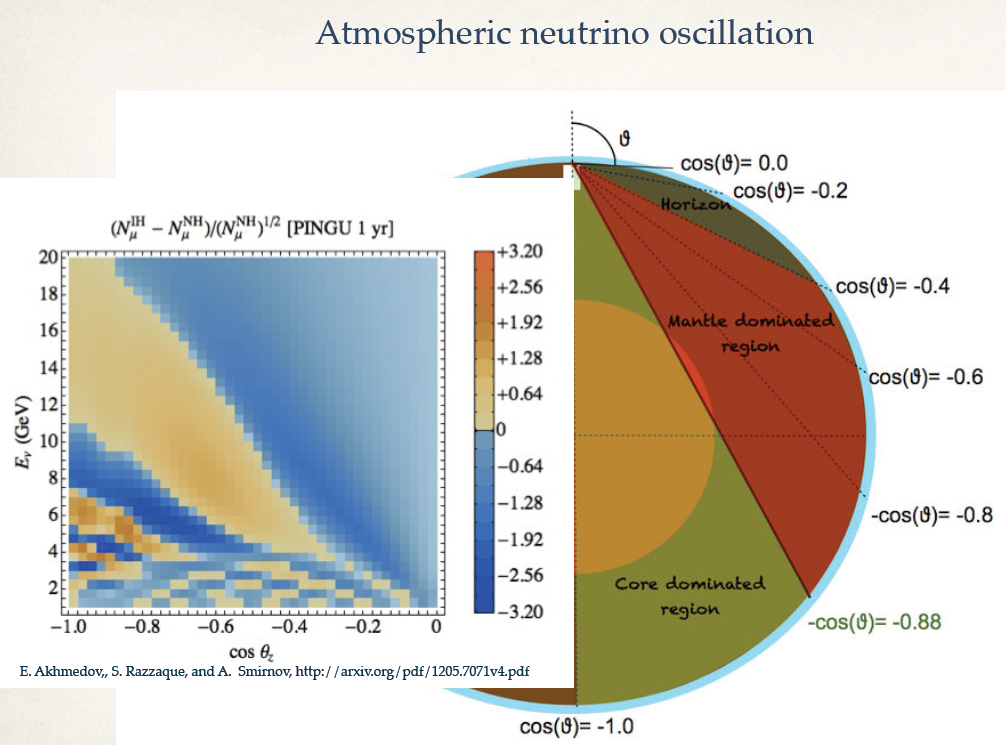 Atmospheric neutrino oscillation
ϑ
cos(ϑ)= 0.0
cos(ϑ)= -0.2
Horizon
cos(ϑ)= -0.4
Mantle dominated
region
cos(ϑ)= -0.6
-cos(ϑ)= -0.8
Core dominated
region
-cos(ϑ)= -0.88
cos(ϑ)= -1.0
(N_μ^IH − N_μ^NH)/(N_μ^NH)^1/2 [PINGU 1 yr]
E_ν (GeV)
20
18
16
14
12
10
8
6
4
2
−1.0 −0.8 −0.6 −0.4 −0.2 0
cos θ_z
+3.20
+2.56
+1.92
+1.28
+0.64
0
−0.64
−1.28
−1.92
−2.56
−3.20
E. Akhmedov,, S. Razzaque, and A. Smirnov, http://arxiv.org/pdf/1205.7071v4.pdf